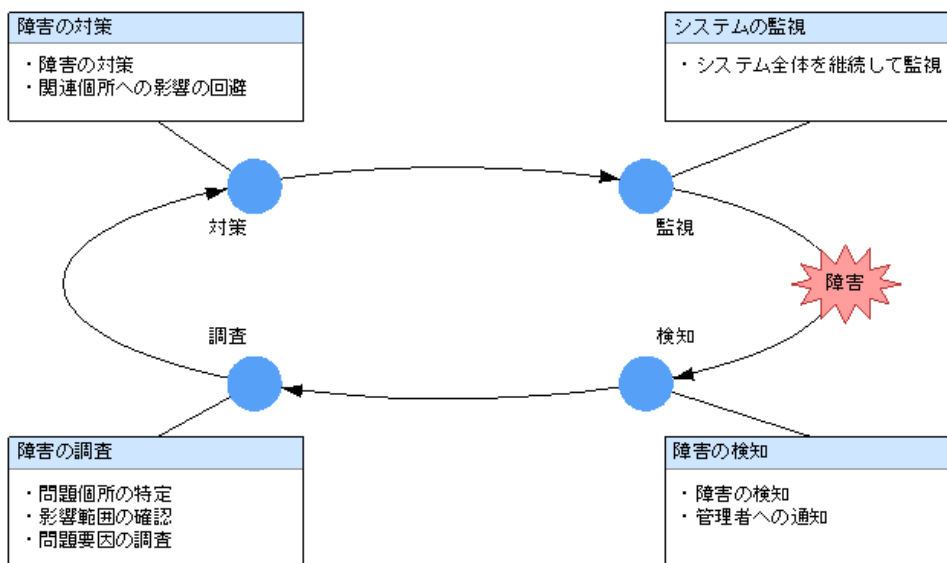 障害の対策
・障害の対策
・関連個所への影響の回避
システムの監視
・システム全体を継続して監視
対策
監視
障害
調査
検知
障害の調査
・問題個所の特定
・影響範囲の確認
・問題要因の調査
障害の検知
・障害の検知
・管理者への通知